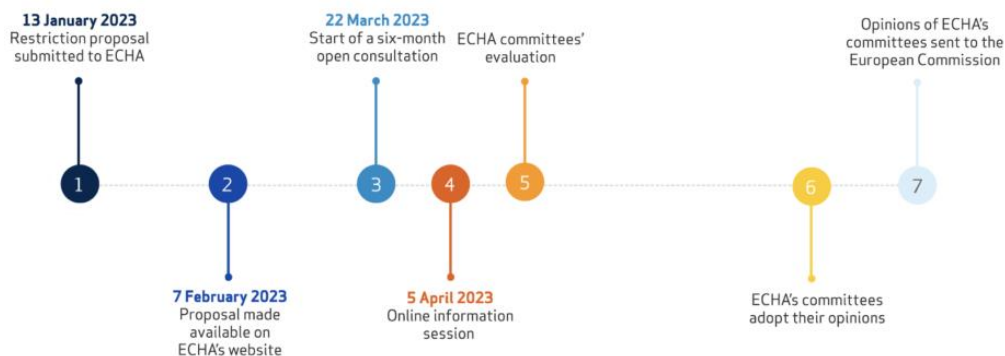 13 January 2023
Restriction proposal
submitted to ECHA
22 March 2023
Start of a six-month
open consultation
ECHA committees'
evaluation
Opinions of ECHA's
committees sent to the
European Commission
1
2
3
4
5
6
7
7 February 2023
Proposal made
available on
ECHA's website
5 April 2023
Online information
session
ECHA's committees
adopt their opinions